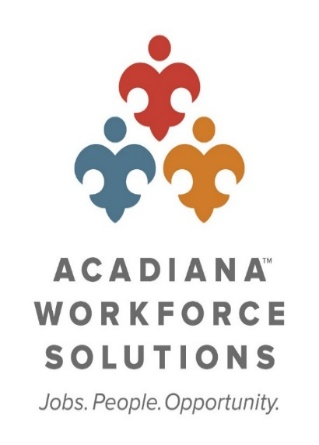 ACADIANA™
WORKFORCE
SOLUTIONS
Jobs. People. Opportunity.